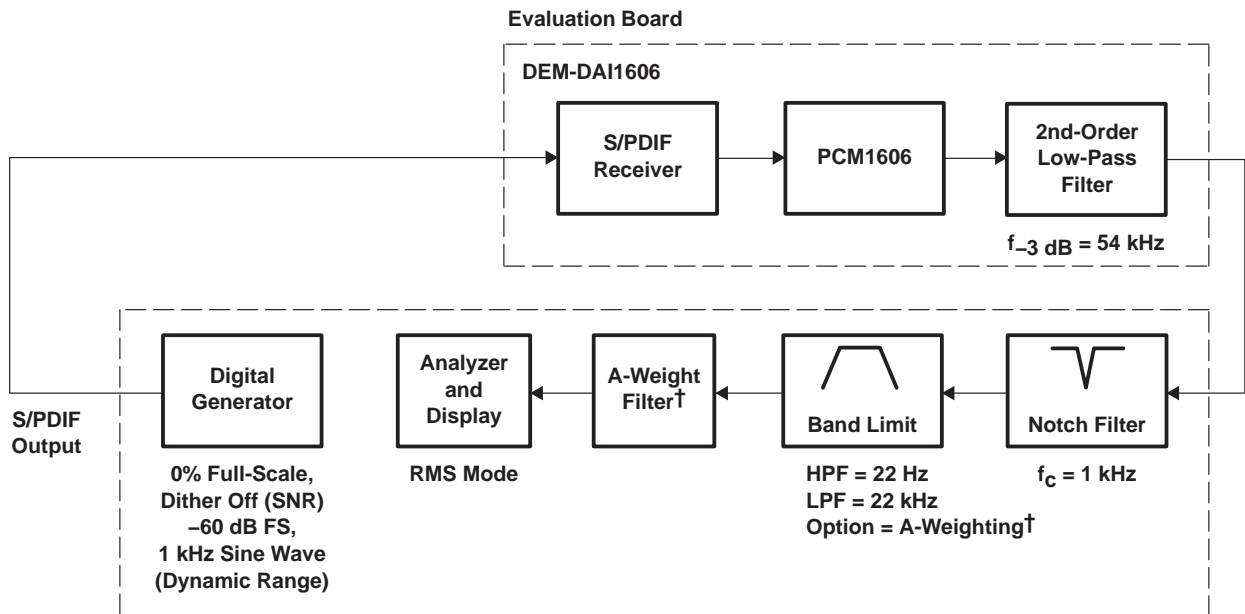 Evaluation Board
DEM-DAI1606
S/PDIF
Receiver
PCM1606
2nd-Order
Low-Pass
Filter
f–3 dB = 54 kHz
S/PDIF
Output
Digital
Generator
0% Full-Scale,
Dither Off (SNR)
–60 dB FS,
1 kHz Sine Wave
(Dynamic Range)
Analyzer
and
Display
RMS Mode
A-Weight
Filter†
Band Limit
HPF = 22 Hz
LPF = 22 kHz
Option = A-Weighting†
Notch Filter
fc = 1 kHz